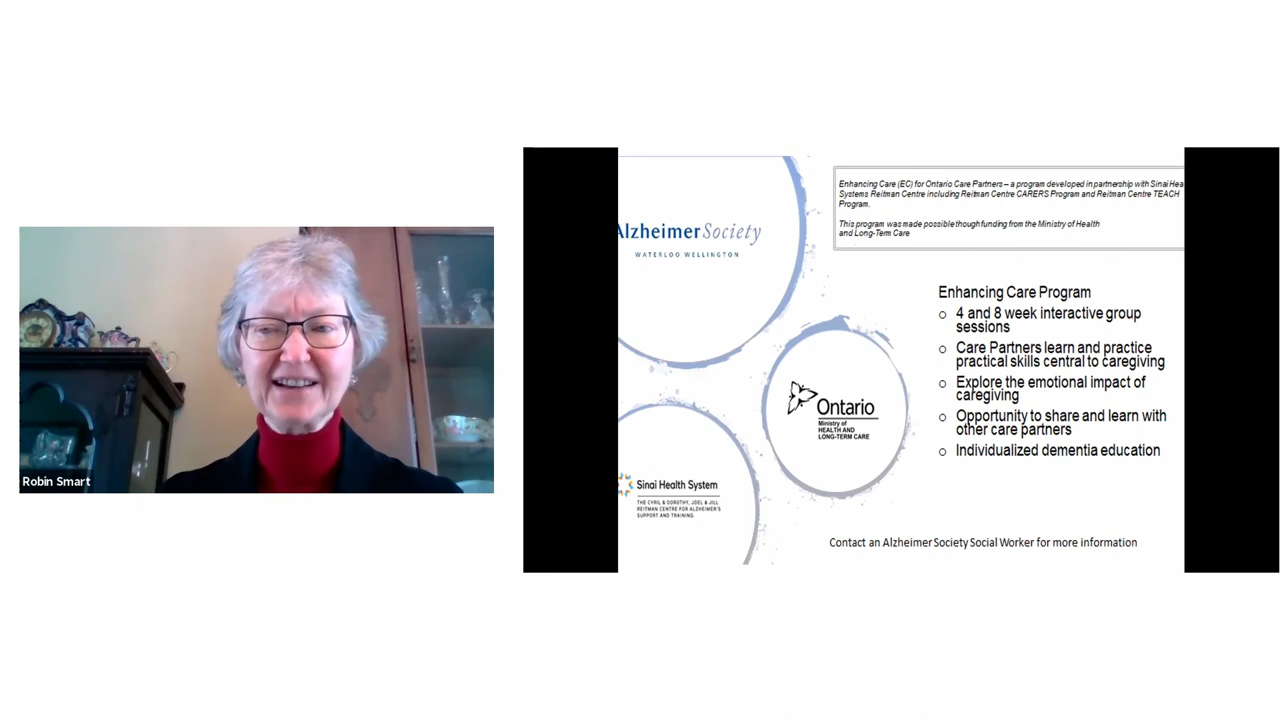 Robin Smart
AlzheimerSociety
WATERLOO WELLINGTON
Enhancing Care (EC) for Ontario Care Partners – a program developed in partnership with Sinai
Systems Reitman Centre including Reitman Centre CARERS Program and Reitman Centre TEACH
Program.
This program was made possible though funding from the Ministry of Health
and Long-Term Care
Enhancing Care Program
4 and 8 week interactive group
sessions
Care Partners learn and practice
practical skills central to caregiving
Explore the emotional impact of
caregiving
Opportunity to share and learn with
other care partners
Individualized dementia education
Ontario
Ministry of
HEALTH AND
LONG-TERM CARE
Sinai Health System
THE CYRIL & DOROTHY, JOEL & JILL
REITMAN CENTRE FOR ALZHEIMER'S
SUPPORT AND TRAINING
Contact an Alzheimer Society Social Worker for more information